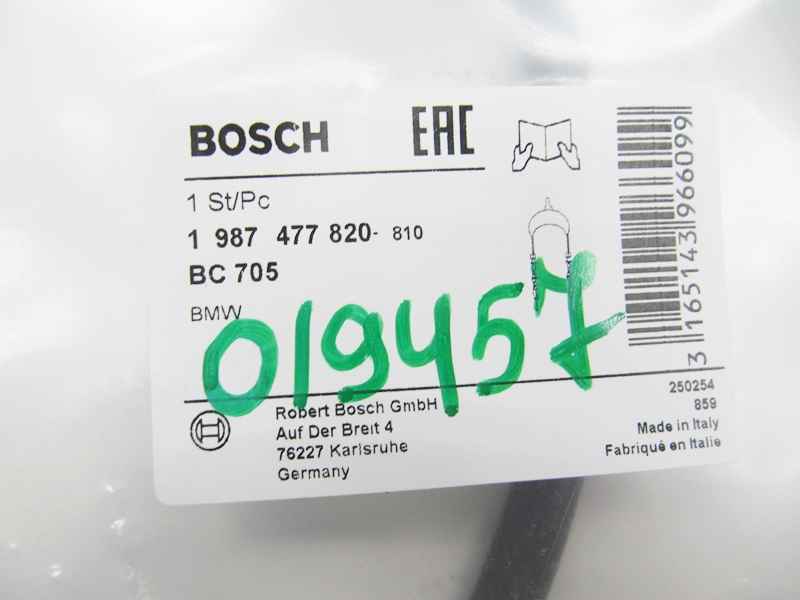 BOSCH
EAC
1 St/Pc
1 987 477 820- 810
BC 705
BMW
019457
3 165143 966099
Robert Bosch GmbH
Auf Der Breit 4
76227 Karlsruhe
Germany
250254
859
Made in Italy
Fabriqué en Italie